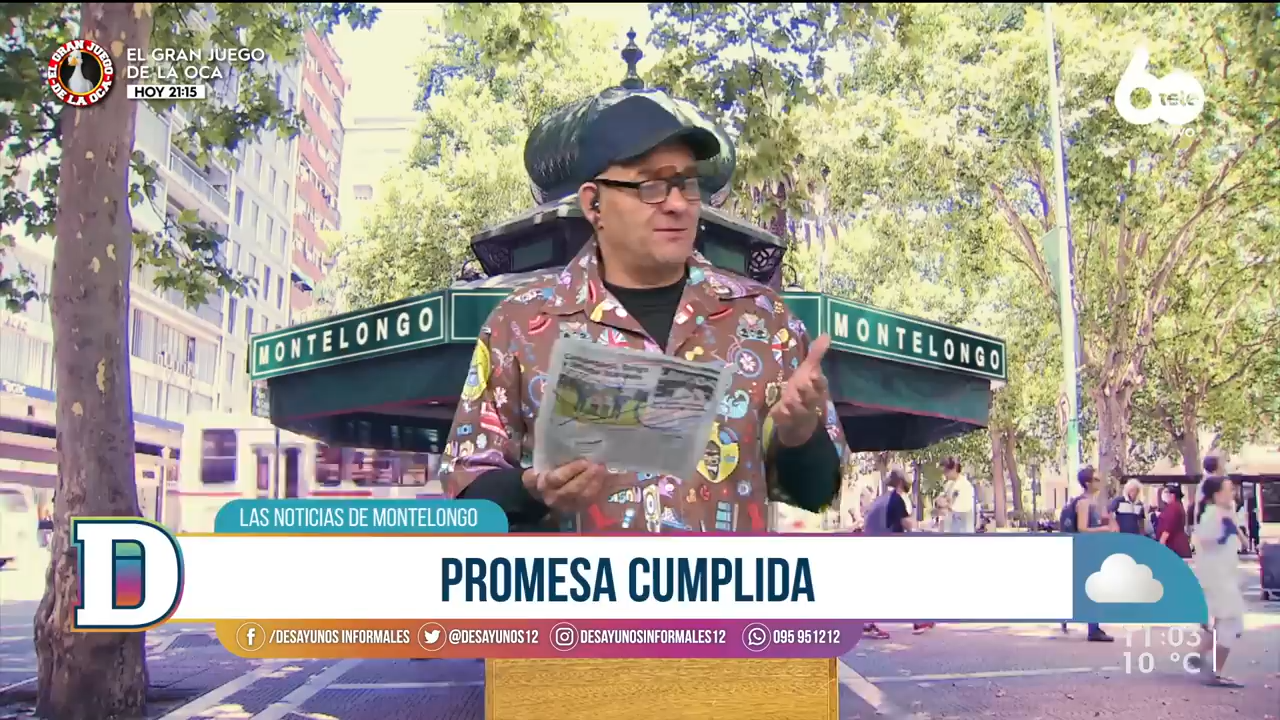 EL GRAN JUEGO
DE LA OCA
EL GRAN JUEGO
DE LA OCA
HOY 21:15
6
tele
MONTELONGO
MONTELONGO
LAS NOTICIAS DE MONTELONGO
D
PROMESA CUMPLIDA
/DESAYUNOS INFORMALES
@DESAYUNOS12
DESAYUNOSINFORMALES12
095 951212
11:03
10 °C